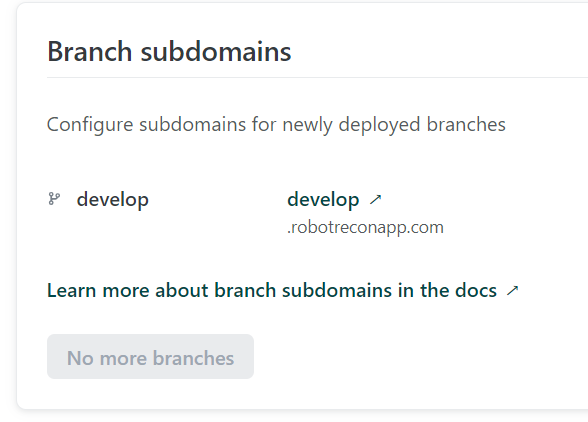 Branch subdomains
Configure subdomains for newly deployed branches
develop develop ↗
.robotreconapp.com
Learn more about branch subdomains in the docs ↗
No more branches